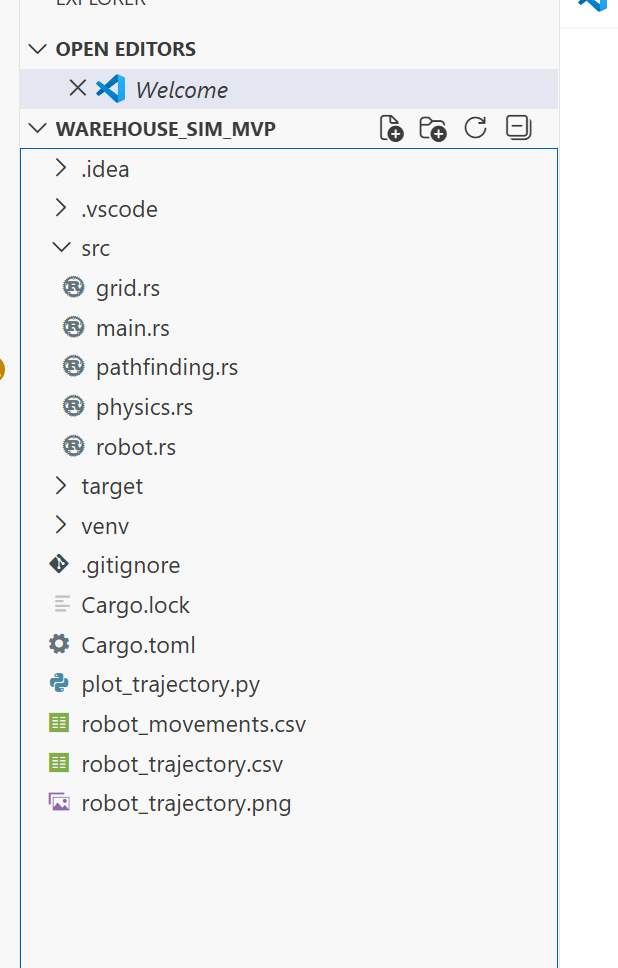 EXPLORER
OPEN EDITORS
Welcome
WAREHOUSE_SIM_MVP
.idea
.vscode
src
grid.rs
main.rs
pathfinding.rs
physics.rs
robot.rs
target
venv
.gitignore
Cargo.lock
Cargo.toml
plot_trajectory.py
robot_movements.csv
robot_trajectory.csv
robot_trajectory.png